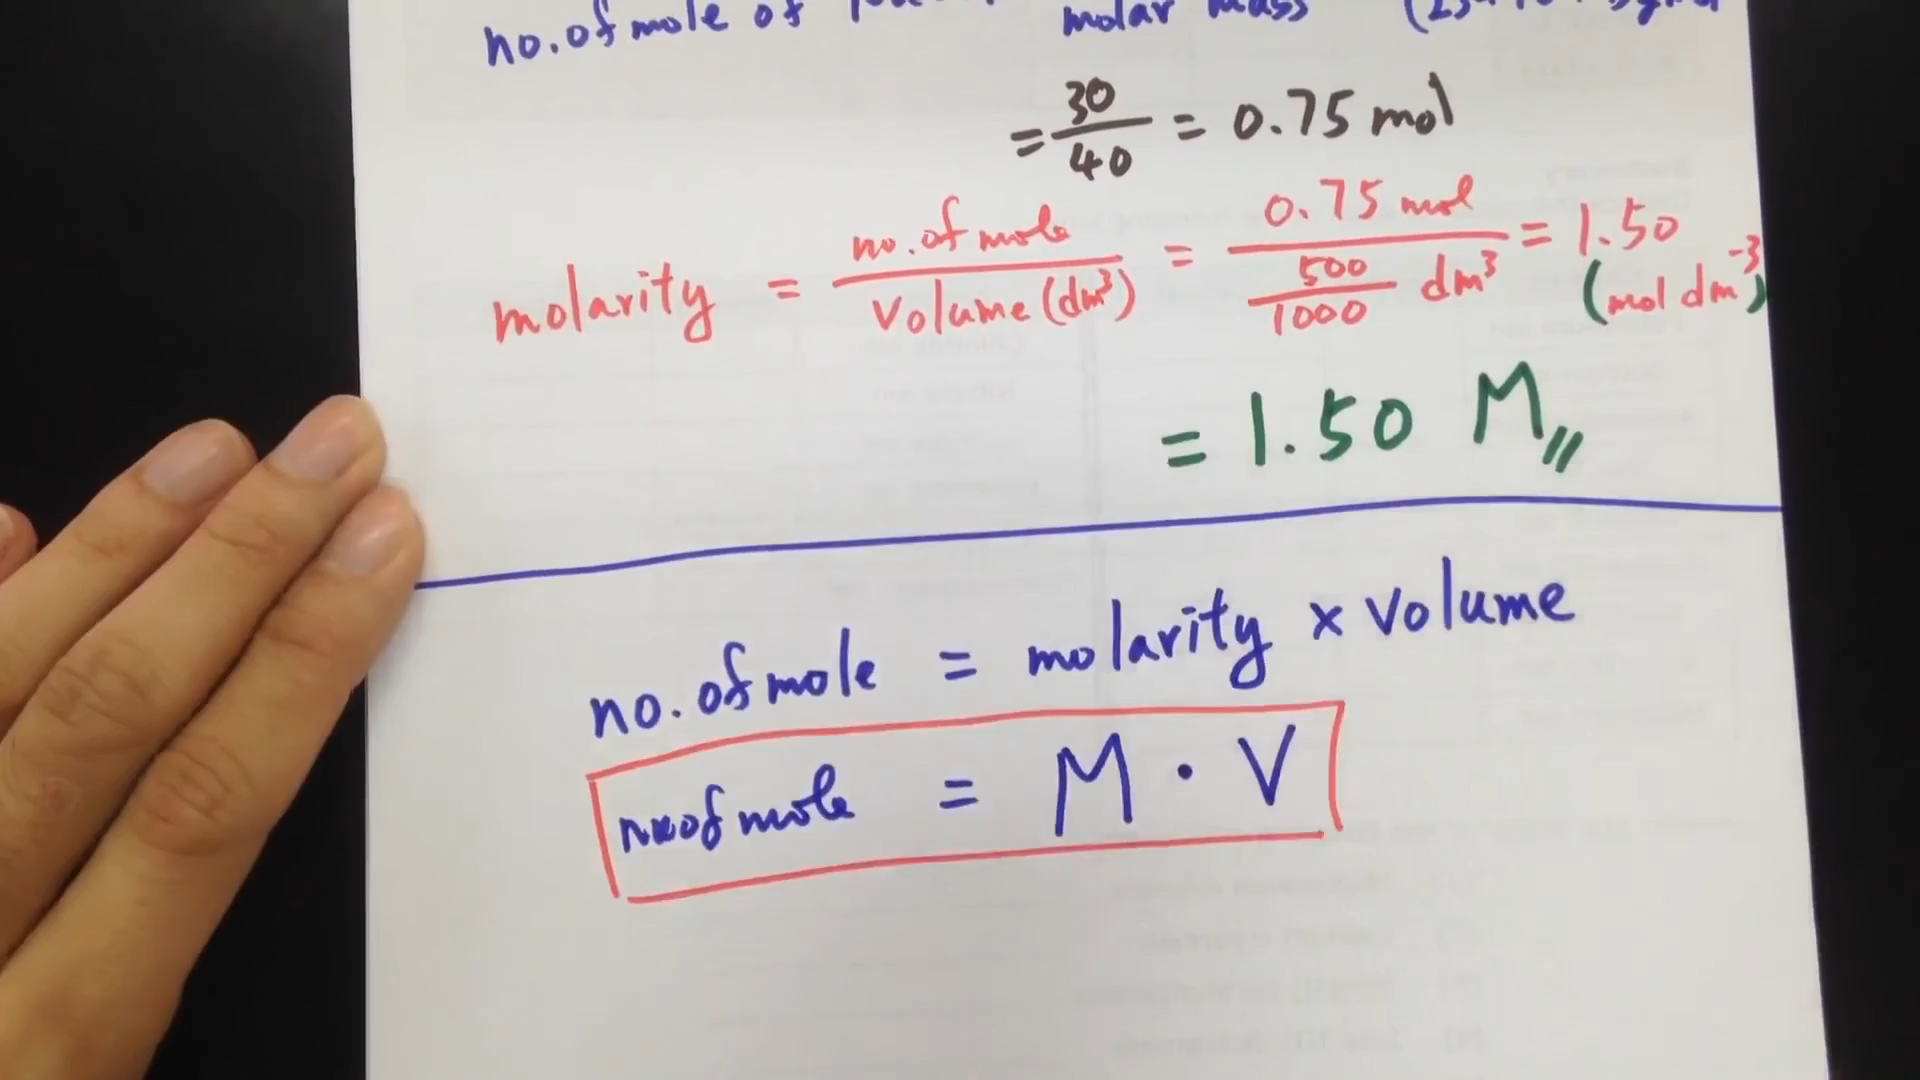 no. of mole of molar mass
= 30/40 = 0.75 mol
molarity = no. of mole / Volume (dm³) = 0.75 mol / (500/1000 dm³) = 1.50 (mol dm⁻³)
= 1.50 M
no. of mole = molarity x volume
of mole = M · V